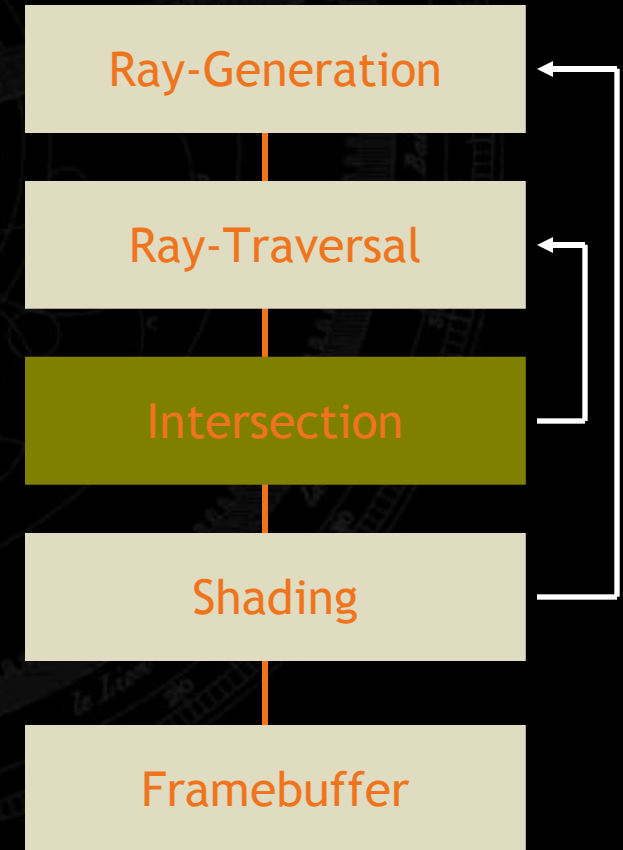 Ray-Generation
Ray-Traversal
Intersection
Shading
Framebuffer